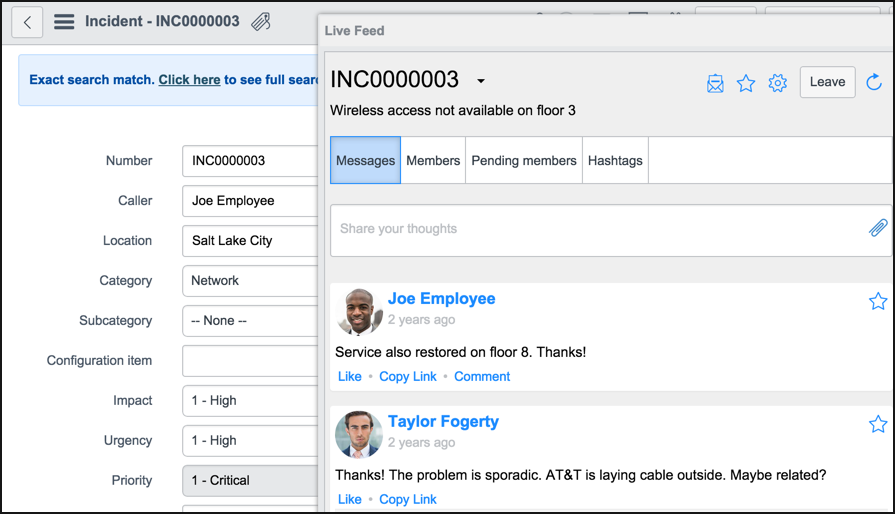 Incident - INC0000003
Exact search match. Click here to see full sear
Number INC0000003
Caller Joe Employee
Location Salt Lake City
Category Network
Subcategory -- None --
Configuration item
Impact 1 - High
Urgency 1 - High
Priority 1 - Critical
Live Feed
INC0000003
Leave
Wireless access not available on floor 3
Messages Members Pending members Hashtags
Share your thoughts
Joe Employee
2 years ago
Service also restored on floor 8. Thanks!
Like • Copy Link • Comment
Taylor Fogerty
2 years ago
Thanks! The problem is sporadic. AT&T is laying cable outside. Maybe related?
Like • Copy Link